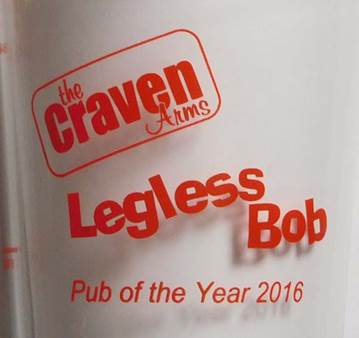 the
craven
Arms
Legless
Bob
Pub of the Year 2016